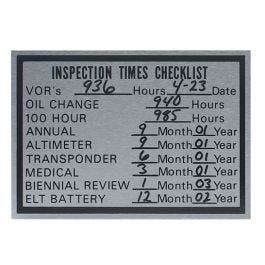 INSPECTION TIMES CHECKLIST
VOR's 936 Hours 4-23 Date
OIL CHANGE 940 Hours
100 HOUR 985 Hours
ANNUAL 9 Month 01 Year
ALTIMETER 9 Month 01 Year
TRANSPONDER 6 Month 01 Year
MEDICAL 3 Month 01 Year
BIENNIAL REVIEW 1 Month 03 Year
ELT BATTERY 12 Month 02 Year